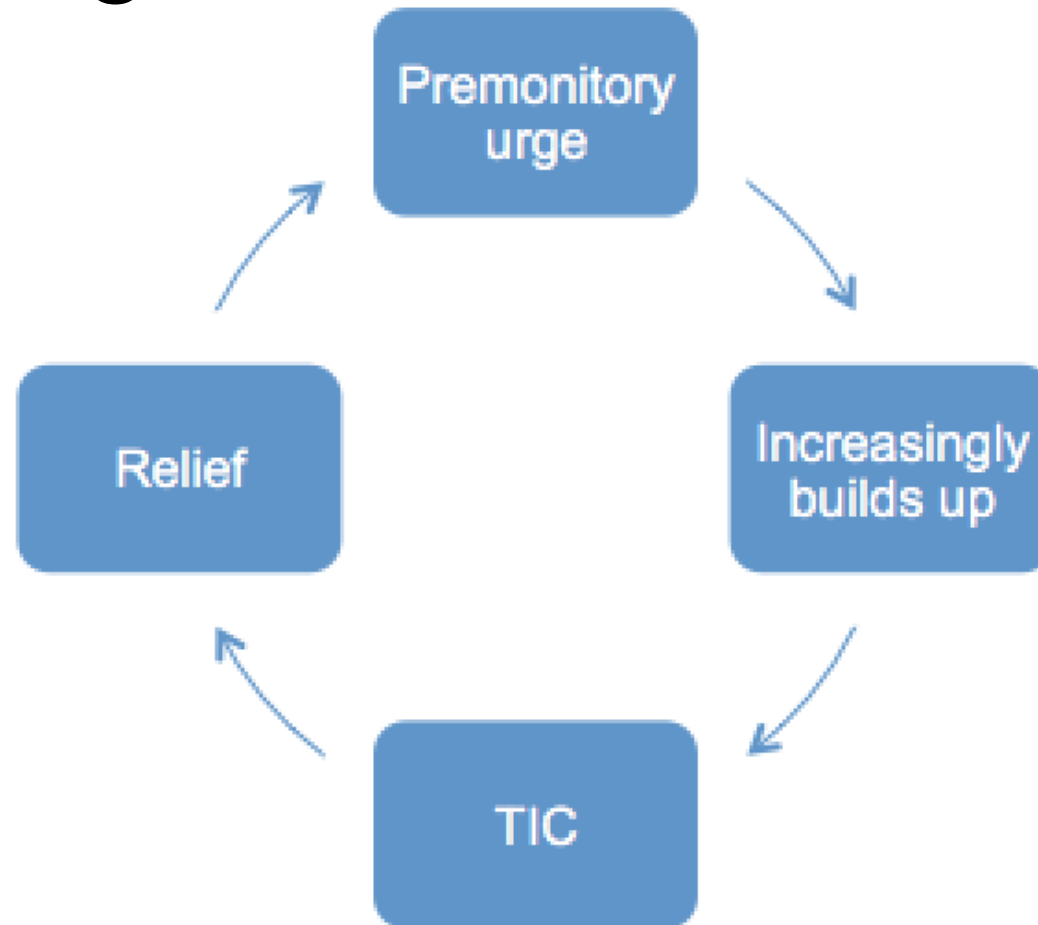 Premonitory
urge
Increasingly
builds up
TIC
Relief